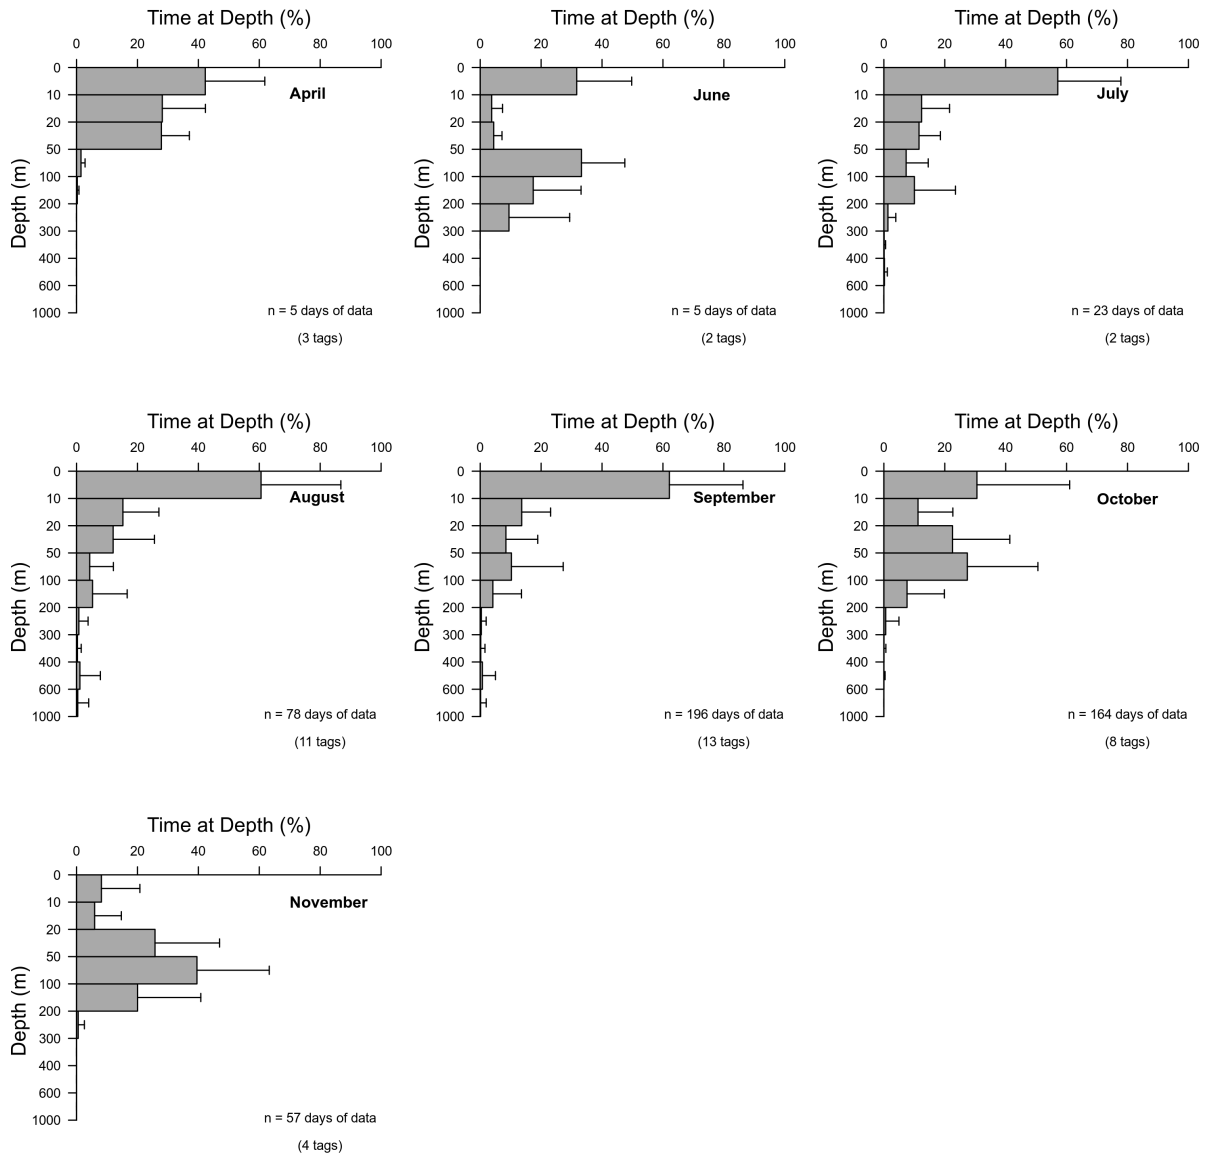 Time at Depth (%)
0 20 40 60 80 100
April
Depth (m)
0
10
20
50
100
200
300
400
600
1000
n = 5 days of data
(3 tags)
Time at Depth (%)
0 20 40 60 80 100
June
Depth (m)
0
10
20
50
100
200
300
400
600
1000
n = 5 days of data
(2 tags)
Time at Depth (%)
0 20 40 60 80 100
July
Depth (m)
0
10
20
50
100
200
300
400
600
1000
n = 23 days of data
(2 tags)
Time at Depth (%)
0 20 40 60 80 100
August
Depth (m)
0
10
20
50
100
200
300
400
600
1000
n = 78 days of data
(11 tags)
Time at Depth (%)
0 20 40 60 80 100
September
Depth (m)
0
10
20
50
100
200
300
400
600
1000
n = 196 days of data
(13 tags)
Time at Depth (%)
0 20 40 60 80 100
October
Depth (m)
0
10
20
50
100
200
300
400
600
1000
n = 164 days of data
(8 tags)
Time at Depth (%)
0 20 40 60 80 100
November
Depth (m)
0
10
20
50
100
200
300
400
600
1000
n = 57 days of data
(4 tags)